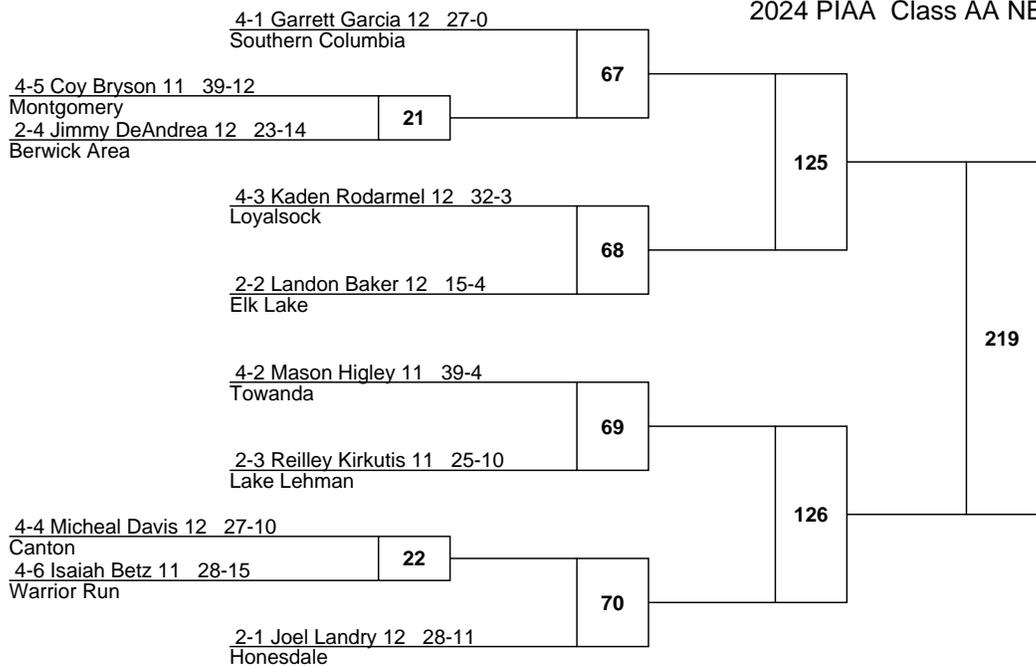 2024 PIAA  Class AA NE
4-1 Garrett Garcia 12   27-0
Southern Columbia
67
4-5 Coy Bryson 11   39-12
Montgomery
21
2-4 Jimmy DeAndrea 12   23-14
Berwick Area
125
4-3 Kaden Rodarmel 12   32-3
Loyalsock
68
2-2 Landon Baker 12   15-4
Elk Lake
219
4-2 Mason Higley 11   39-4
Towanda
69
2-3 Reilley Kirkutis 11   25-10
Lake Lehman
126
4-4 Micheal Davis 12   27-10
Canton
22
4-6 Isaiah Betz 11   28-15
Warrior Run
70
2-1 Joel Landry 12   28-11
Honesdale